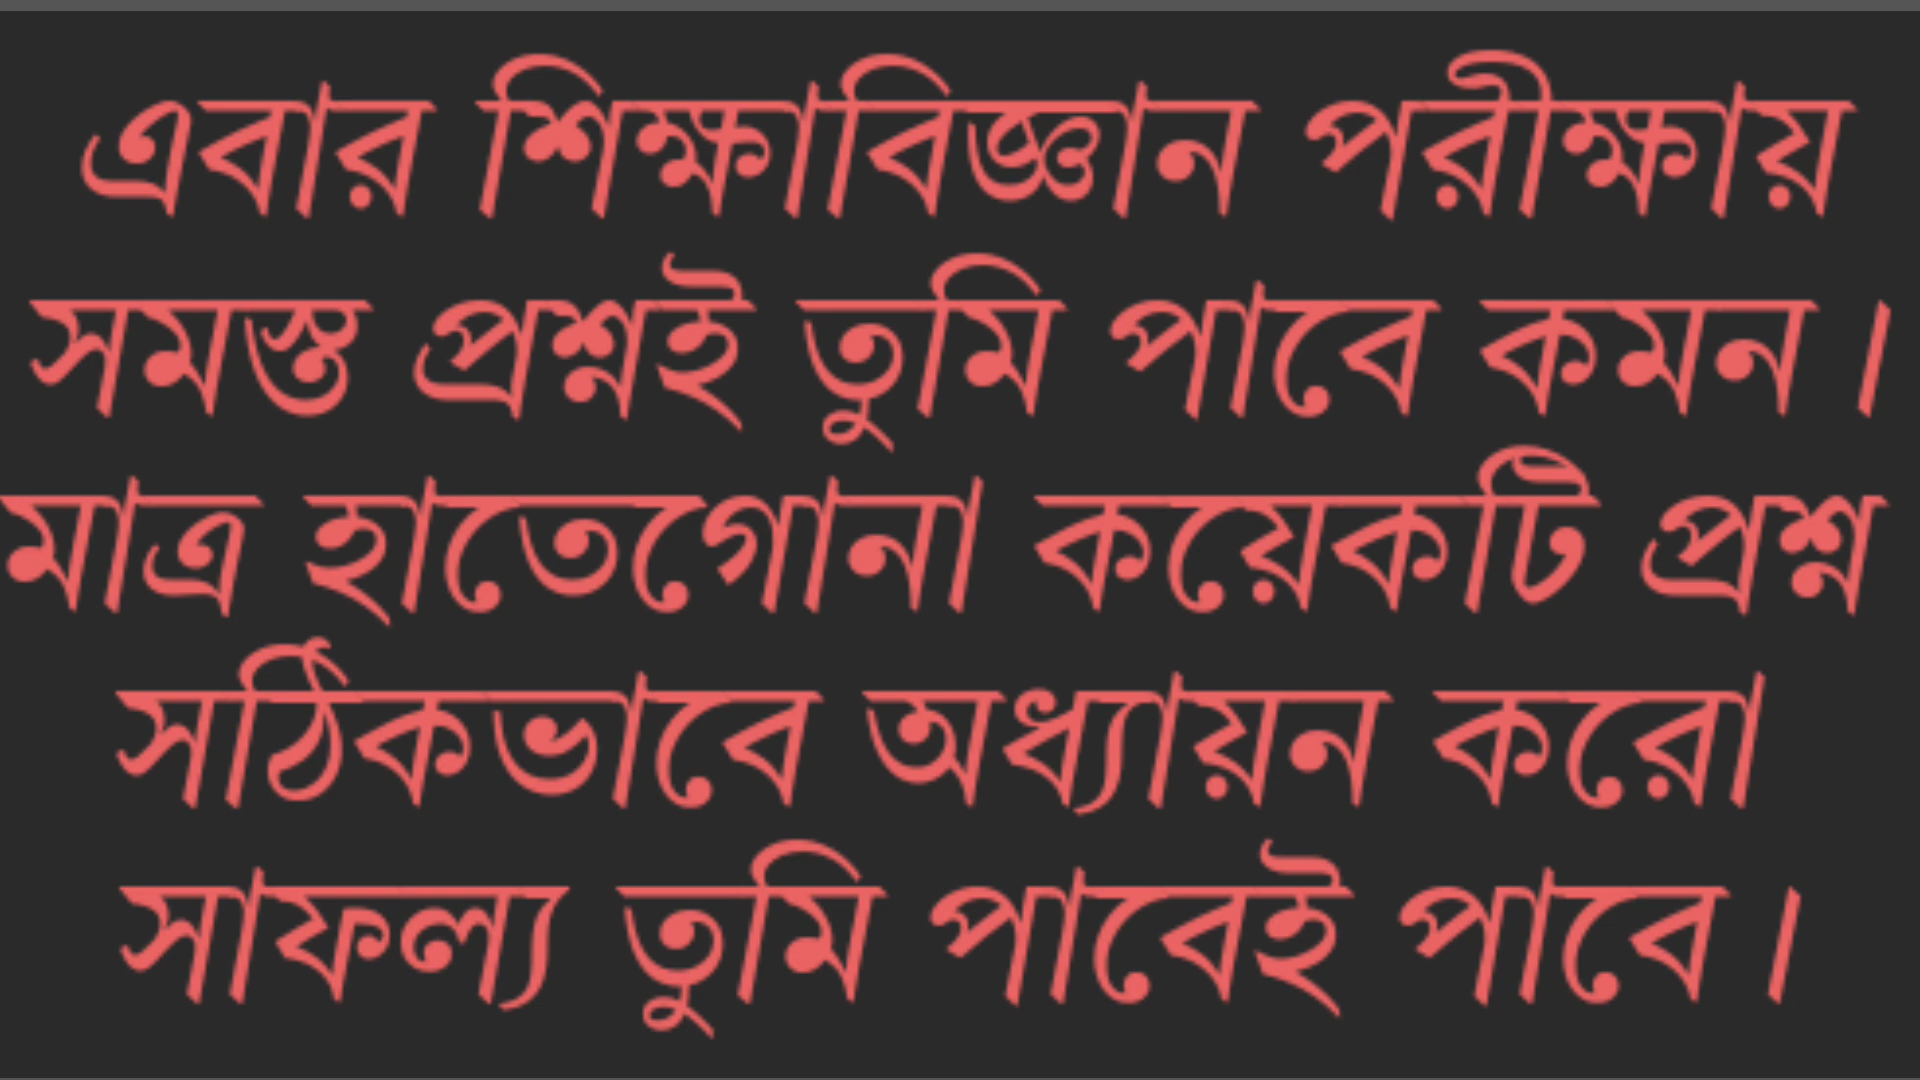 এবার শিক্ষাবিজ্ঞান পরীক্ষায়
সমস্ত প্রশ্নই তুমি পাবে কমন ।
মাত্র হাতেগোনা কয়েকটি প্রশ্ন
সঠিকভাবে অধ্যায়ন করো
সাফল্য তুমি পাবেই পাবে ।